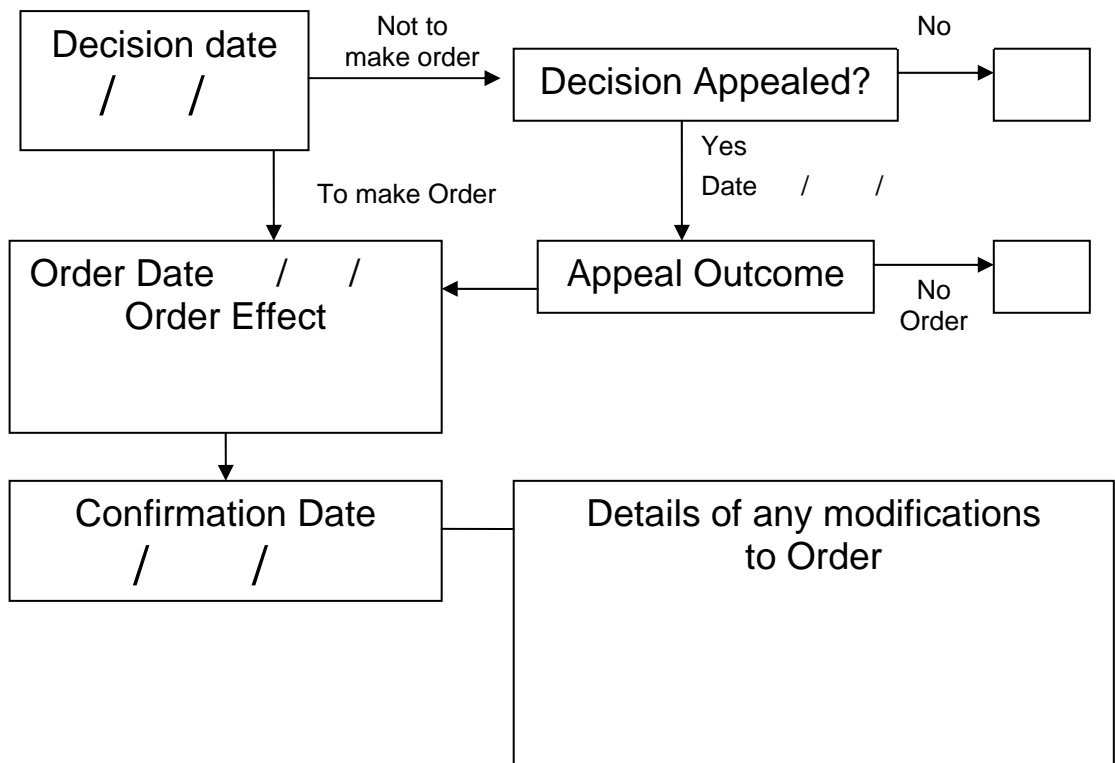 Decision date
/ /
Not to
make order
Decision Appealed?
No
Yes
Date / /
To make Order
Order Date / /
Order Effect
Appeal Outcome
No
Order
Confirmation Date
/ /
Details of any modifications
to Order